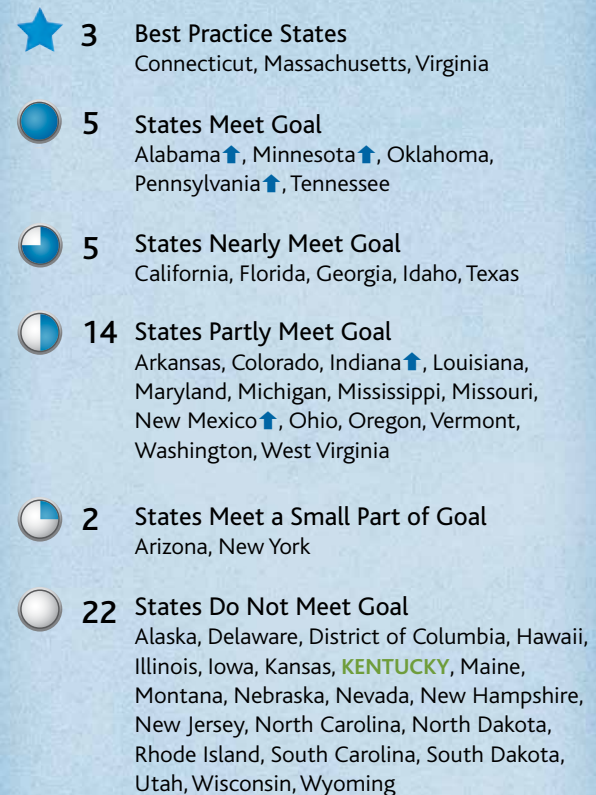 3 Best Practice States
Connecticut, Massachusetts, Virginia
5 States Meet Goal
Alabama⬆, Minnesota⬆, Oklahoma,
Pennsylvania⬆, Tennessee
5 States Nearly Meet Goal
California, Florida, Georgia, Idaho, Texas
14 States Partly Meet Goal
Arkansas, Colorado, Indiana⬆, Louisiana,
Maryland, Michigan, Mississippi, Missouri,
New Mexico⬆, Ohio, Oregon, Vermont,
Washington, West Virginia
2 States Meet a Small Part of Goal
Arizona, New York
22 States Do Not Meet Goal
Alaska, Delaware, District of Columbia, Hawaii,
Illinois, Iowa, Kansas, KENTUCKY, Maine,
Montana, Nebraska, Nevada, New Hampshire,
New Jersey, North Carolina, North Dakota,
Rhode Island, South Carolina, South Dakota,
Utah, Wisconsin, Wyoming